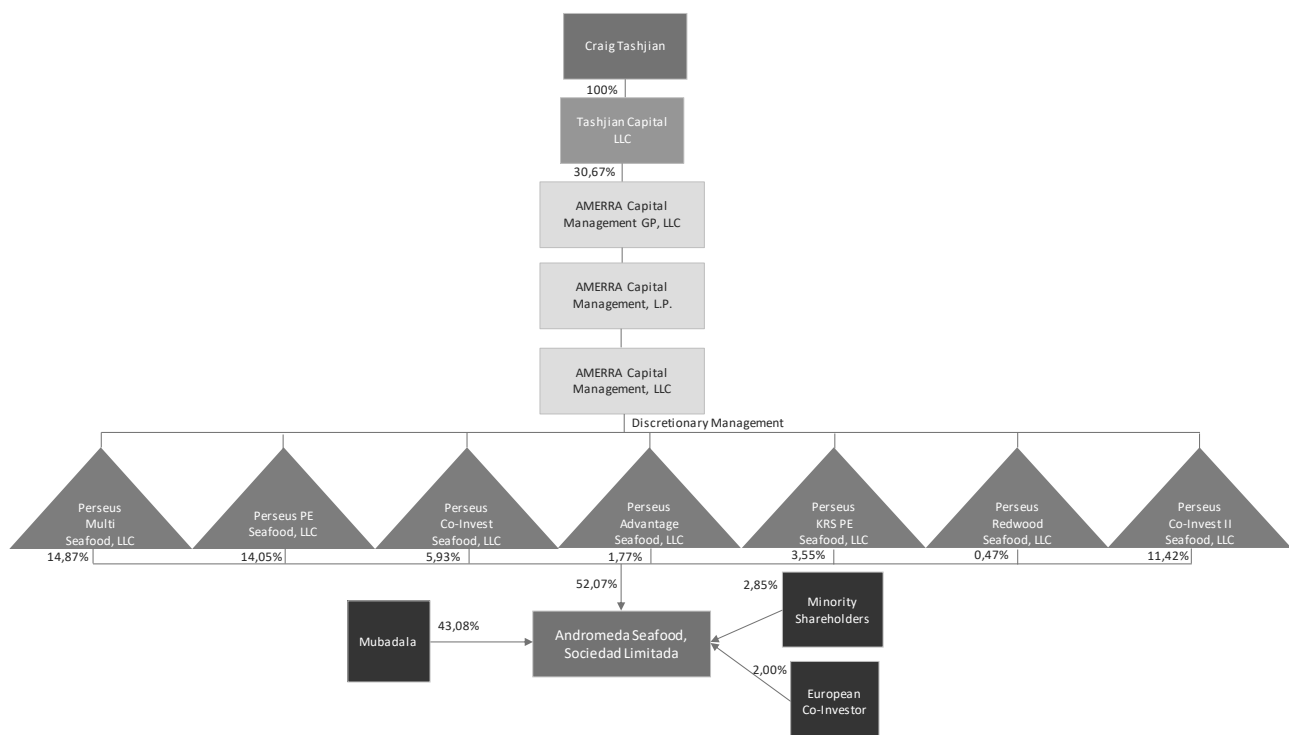 Craig Tashjian
100%
Tashjian Capital
LLC
30,67%
AMERRA Capital
Management GP, LLC
AMERRA Capital
Management, L.P.
AMERRA Capital
Management, LLC
Discretionary Management
Perseus
Multi
Seafood, LLC
Perseus PE
Seafood, LLC
Perseus
Co-Invest
Seafood, LLC
Perseus
Advantage
Seafood, LLC
Perseus
KRS PE
Seafood, LLC
Perseus
Redwood
Seafood, LLC
Perseus
Co-Invest II
Seafood, LLC
14,87%
14,05%
5,93%
1,77%
3,55%
0,47%
11,42%
52,07%
2,85%
Minority
Shareholders
Mubadala
43,08%
Andromeda Seafood,
Sociedad Limitada
2,00%
European
Co-Investor